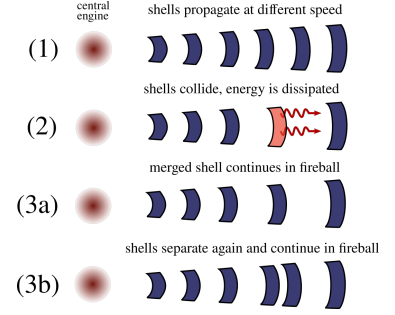 central
engine
shells propagate at different speed
(1)
shells collide, energy is dissipated
(2)
merged shell continues in fireball
(3a)
shells separate again and continue in fireball
(3b)